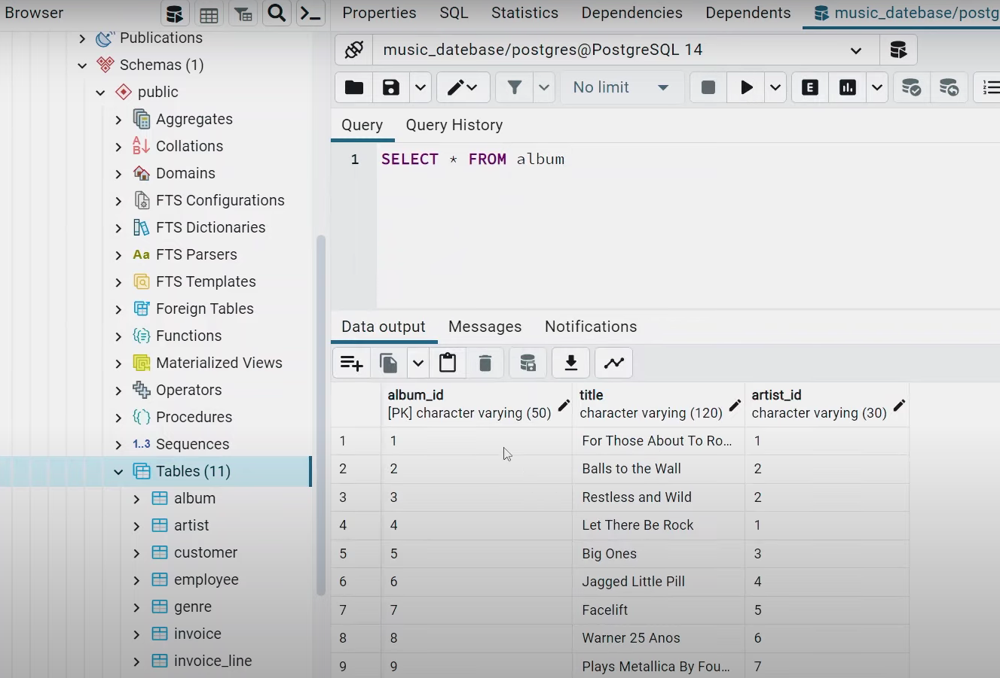 Browser
Properties SQL Statistics Dependencies Dependents music_datebase/postg
Publications
music_datebase/postgres@PostgreSQL 14
Schemas (1)
public
No limit
E
Aggregates
Query Query History
Collations
1 SELECT * FROM album
Domains
FTS Configurations
FTS Dictionaries
Aa FTS Parsers
FTS Templates
Foreign Tables
Functions
Data output Messages Notifications
Materialized Views
Operators
album_id title artist_id
[PK] character varying (50) character varying (120) character varying (30)
Procedures
1..3 Sequences
1 1 For Those About To Ro... 1
Tables (11)
2 2 Balls to the Wall 2
album
3 3 Restless and Wild 2
artist
4 4 Let There Be Rock 1
customer
5 5 Big Ones 3
employee
6 6 Jagged Little Pill 4
genre
7 7 Facelift 5
invoice
8 8 Warner 25 Anos 6
invoice_line
9 9 Plays Metallica By Fou... 7